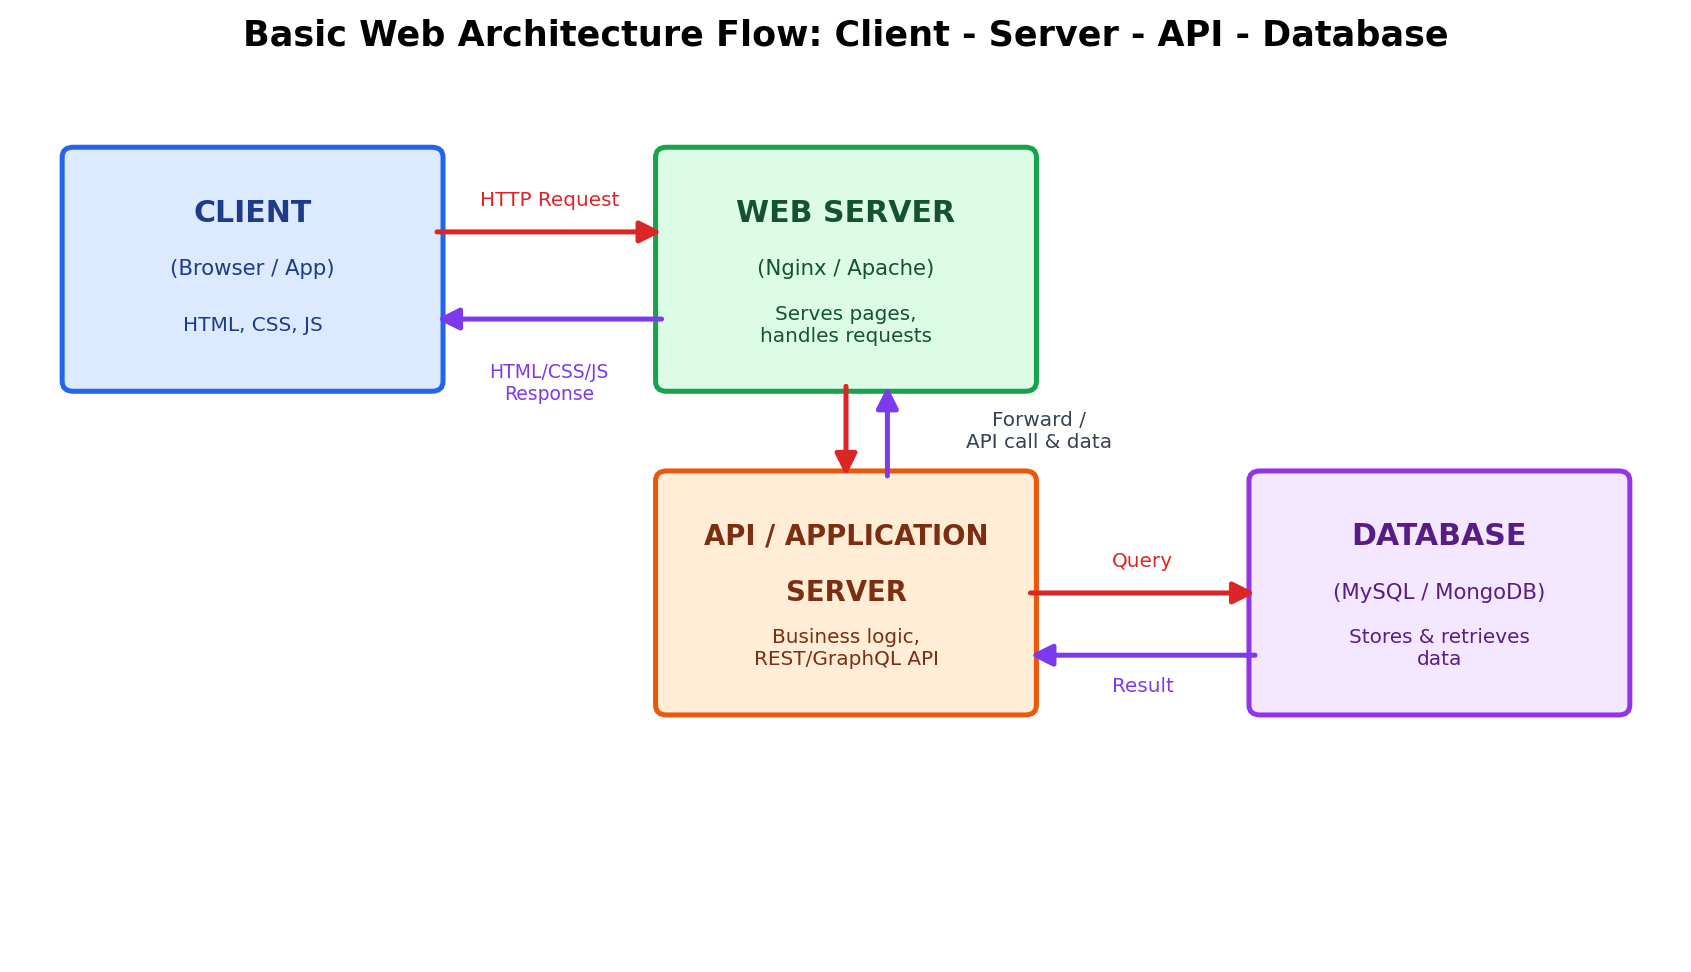 Basic Web Architecture Flow: Client - Server - API - Database
CLIENT
(Browser / App)
HTML, CSS, JS
HTTP Request
HTML/CSS/JS
Response
WEB SERVER
(Nginx / Apache)
Serves pages,
handles requests
Forward /
API call & data
API / APPLICATION
SERVER
Business logic,
REST/GraphQL API
Query
Result
DATABASE
(MySQL / MongoDB)
Stores & retrieves
data